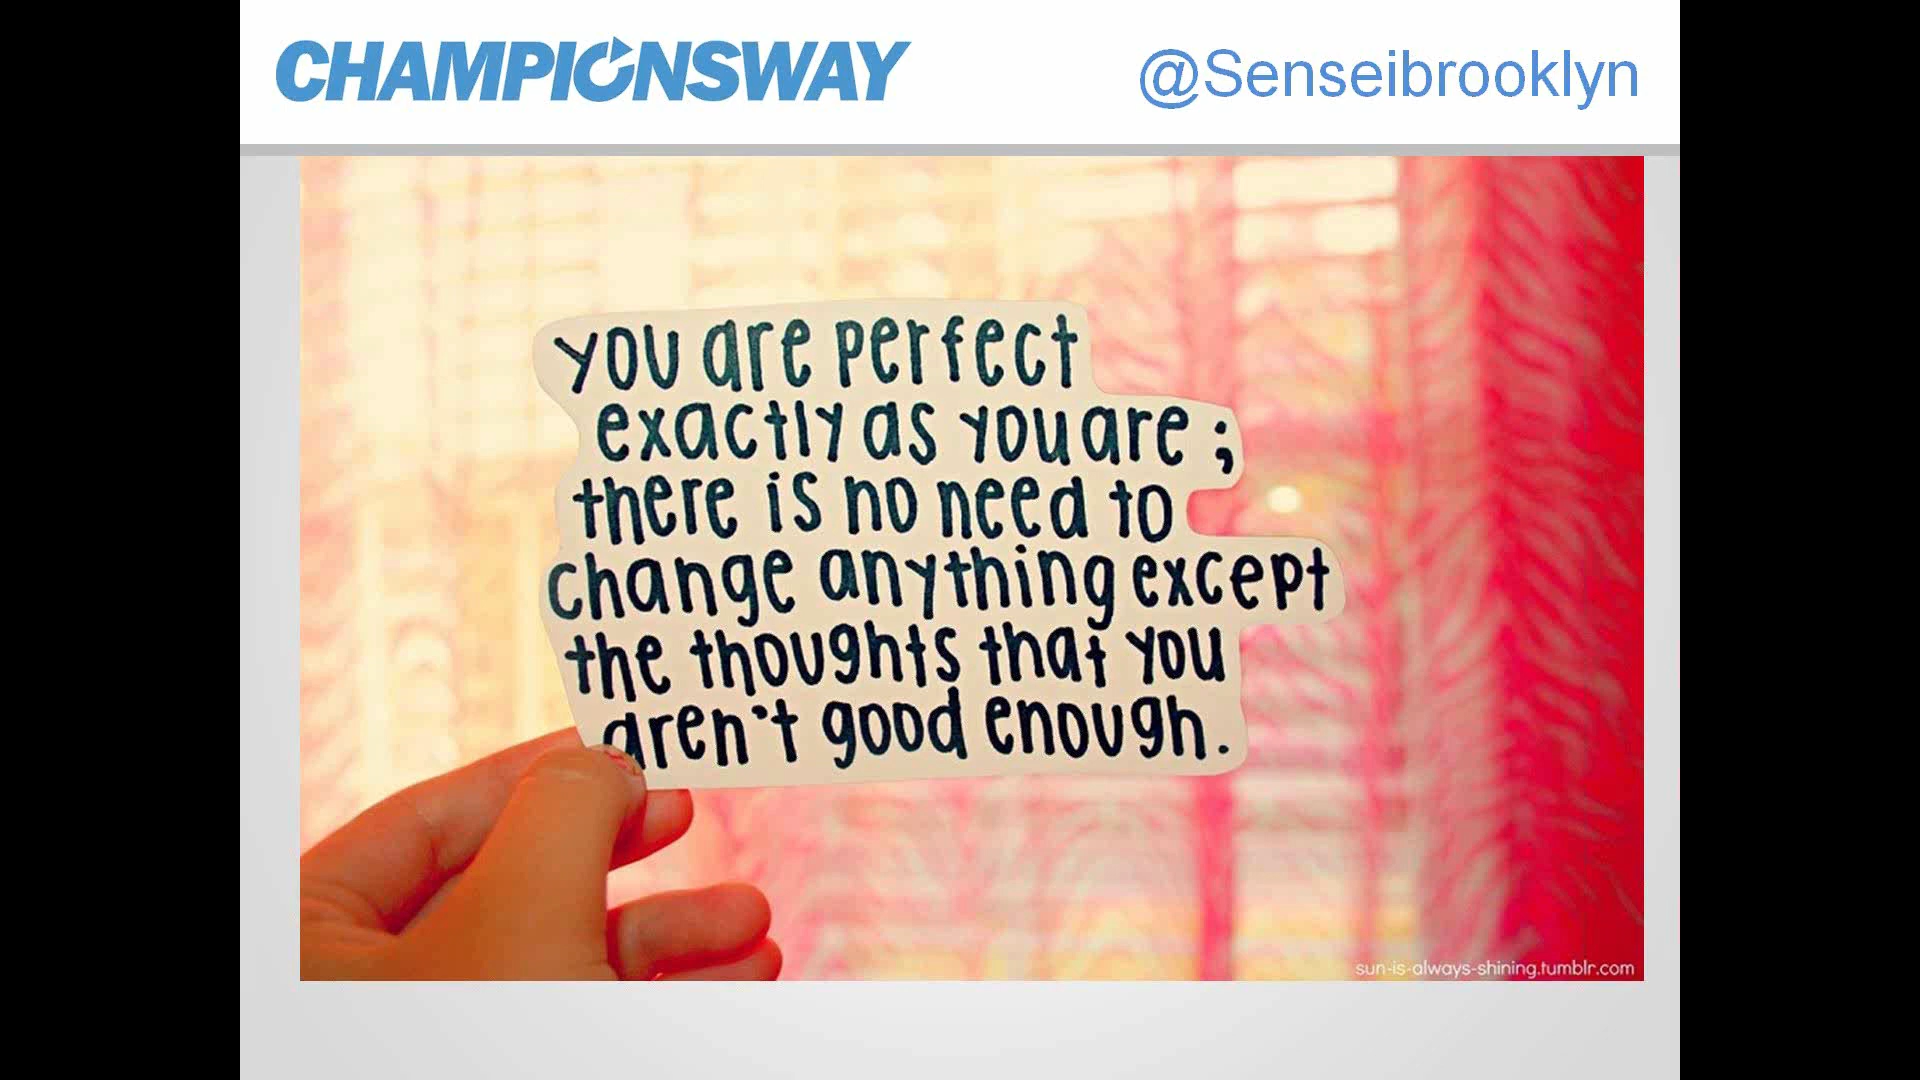 CHAMPIONSWAY
@Senseibrooklyn
you are perfect
exactly as you are ;
there is no need to
change anything except
the thoughts that you
aren't good enough.
sun-is-always-shining.tumblr.com